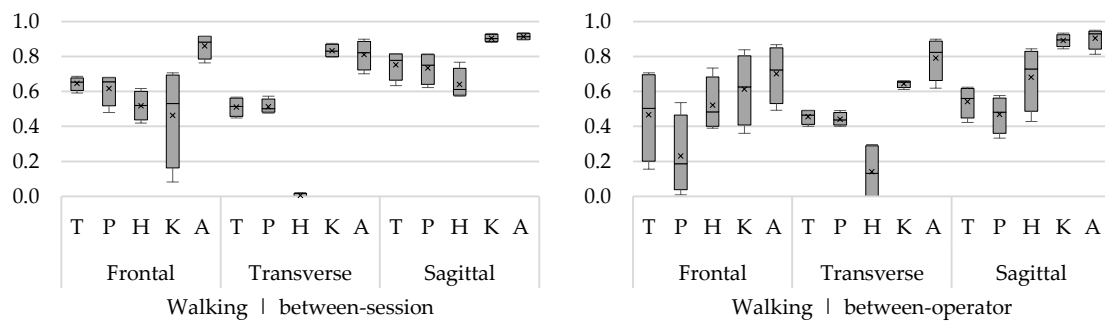 1.0 1.0
0.8 0.8
0.6 0.6
0.4 0.4
0.2 0.2
0.0 0.0
T P H K A T P H K A T P H K A T P H K A T P H K A T P H K A
Frontal Transverse Sagittal Frontal Transverse Sagittal
Walking | between-session Walking | between-operator